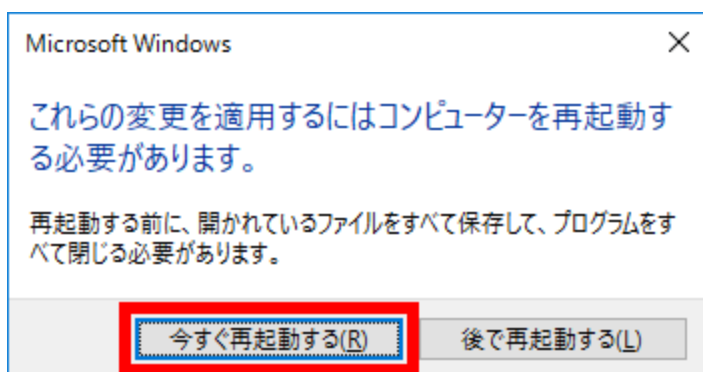 Microsoft Windows
これらの変更を適用するにはコンピューターを再起動す
る必要があります。
再起動する前に、開かれているファイルをすべて保存して、プログラムをす
べて閉じる必要があります。
今すぐ再起動する(R) 後で再起動する(L)